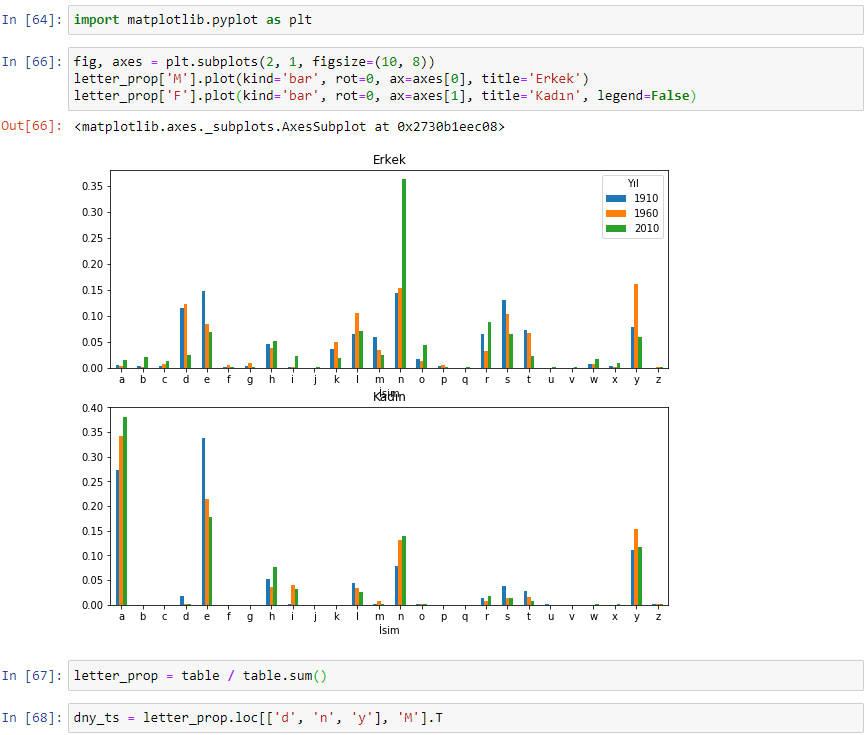 In [64]: import matplotlib.pyplot as plt
In [66]: fig, axes = plt.subplots(2, 1, figsize=(10, 8))
letter_prop['M'].plot(kind='bar', rot=0, ax=axes[0], title='Erkek')
letter_prop['F'].plot(kind='bar', rot=0, ax=axes[1], title='Kadın', legend=False)
Out[66]: <matplotlib.axes._subplots.AxesSubplot at 0x2730b1eec08>
Erkek
Yıl
1910
1960
2010
0.35
0.30
0.25
0.20
0.15
0.10
0.05
0.00
a b c d e f g h i j k l m n o p q r s t u v w x y z
İsim
Kadın
0.40
0.35
0.30
0.25
0.20
0.15
0.10
0.05
0.00
a b c d e f g h i j k l m n o p q r s t u v w x y z
İsim
In [67]: letter_prop = table / table.sum()
In [68]: dny_ts = letter_prop.loc[['d', 'n', 'y'], 'M'].T